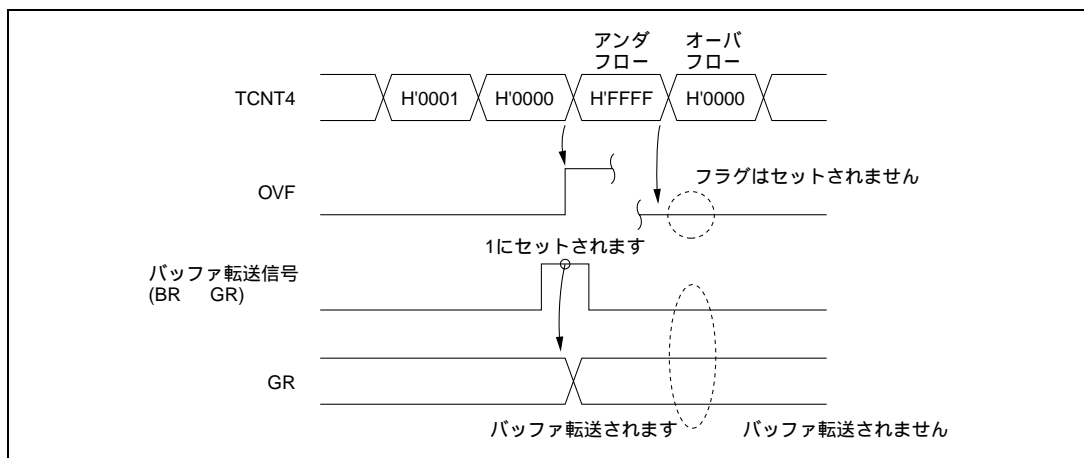 アンダ
フロー
オーバ
フロー
TCNT4
H'0001
H'0000
H'FFFF
H'0000
OVF
フラグはセットされません
1にセットされます
バッファ転送信号
(BR GR)
GR
バッファ転送されます
バッファ転送されません